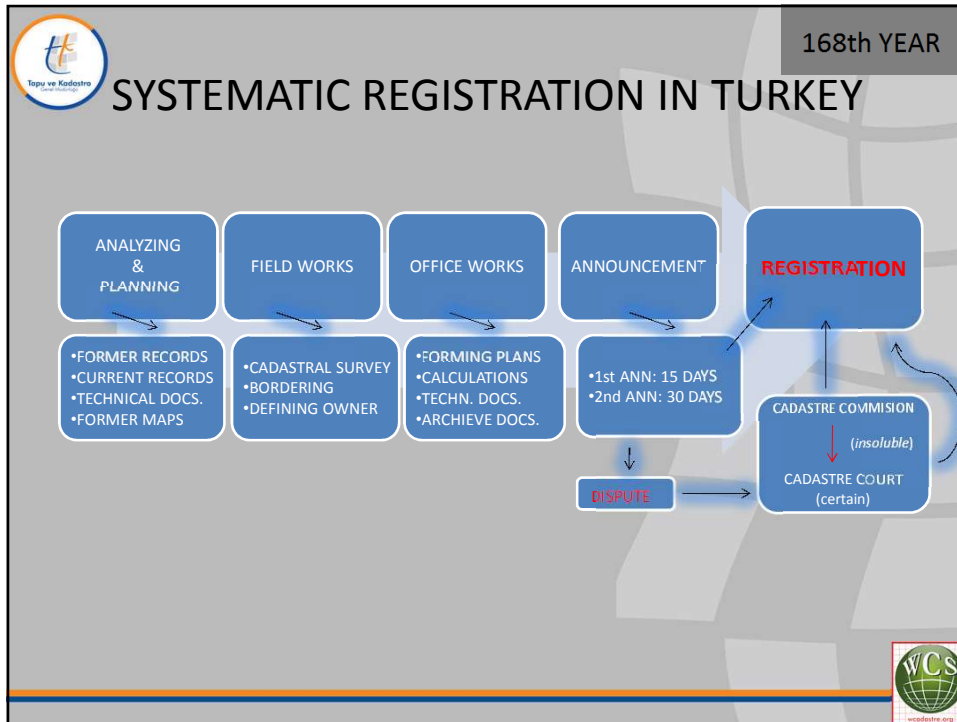 168th YEAR
Tapu ve Kadastro
Genel Müdürlüğü
SYSTEMATIC REGISTRATION IN TURKEY
ANALYZING
&
PLANNING
FIELD WORKS
OFFICE WORKS
ANNOUNCEMENT
REGISTRATION
•FORMER RECORDS
•CURRENT RECORDS
•TECHNICAL DOCS.
•FORMER MAPS
•CADASTRAL SURVEY
•BORDERING
•DEFINING OWNER
•FORMING PLANS
•CALCULATIONS
•TECHN. DOCS.
•ARCHIEVE DOCS.
•1st ANN: 15 DAYS
•2nd ANN: 30 DAYS
DISPUTE
CADASTRE COMMISION
(insoluble)
CADASTRE COURT
(certain)
WCS
wcadastre.org